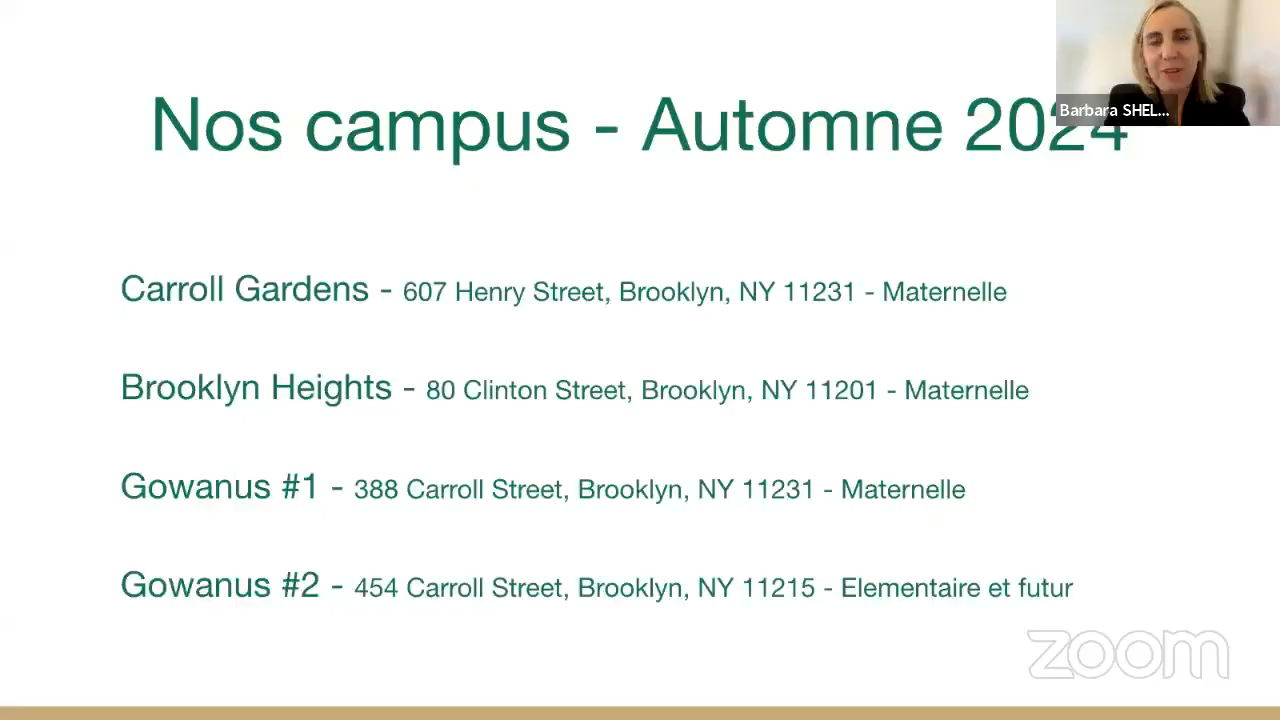 Nos campus - Automne 2024
Barbara SHEL...
Carroll Gardens - 607 Henry Street, Brooklyn, NY 11231 - Maternelle
Brooklyn Heights - 80 Clinton Street, Brooklyn, NY 11201 - Maternelle
Gowanus #1 - 388 Carroll Street, Brooklyn, NY 11231 - Maternelle
Gowanus #2 - 454 Carroll Street, Brooklyn, NY 11215 - Elementaire et futur
zoom